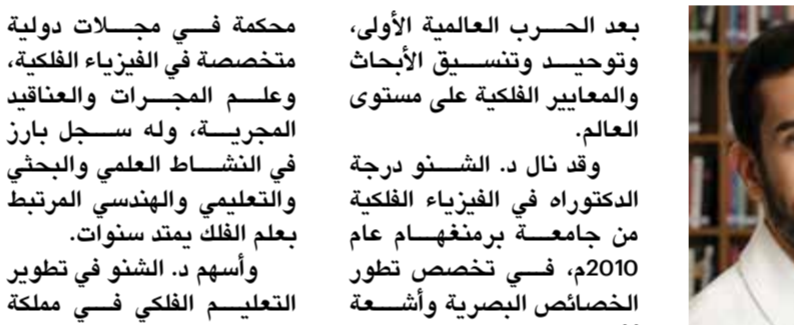 بعد الحرب العالمية الأولى،
وتوحيد وتنسيق الأبحاث
والمعايير الفلكية على مستوى
العالم.
وقد نال د. الشنو درجة
الدكتوراه في الفيزياء الفلكية
من جامعة برمنغهام عام
2010م، في تخصص تطور
الخصائص البصرية وأشعة
محكمة في مجلات دولية
متخصصة في الفيزياء الفلكية،
وعلم المجرات والعناقيد
المجرية، وله سجل بارز
في النشاط العلمي والبحثي
والتعليمي والهندسي المرتبط
بعلم الفلك يمتد سنوات.
وأسهم د. الشنو في تطوير
التعليم الفلكي في مملكة